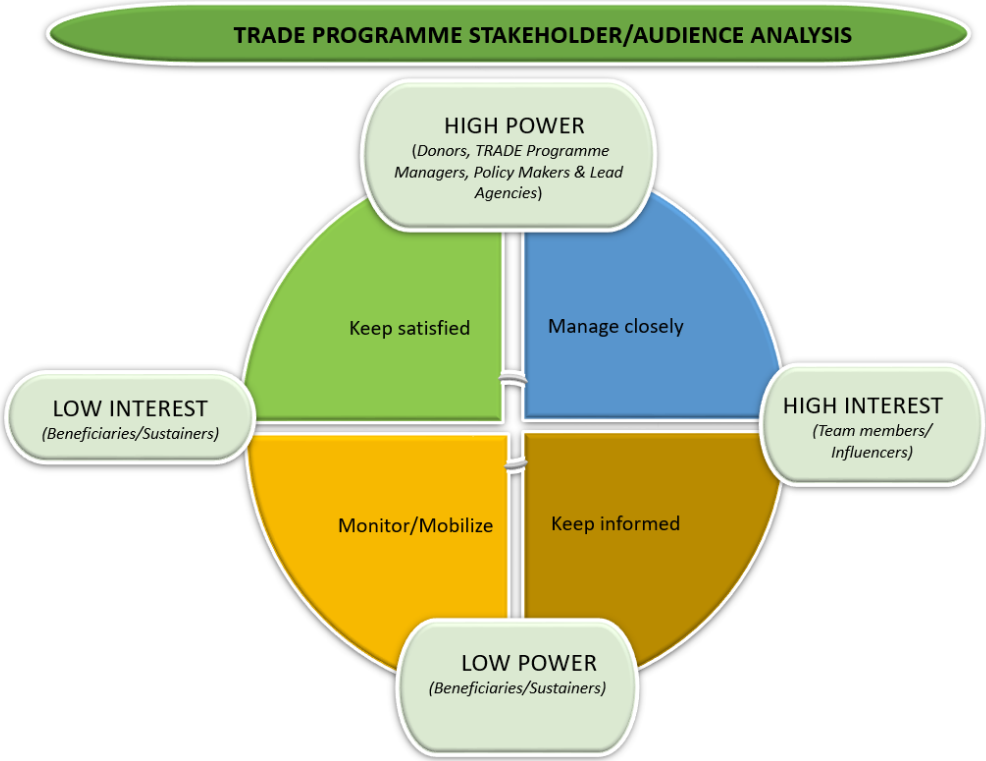 TRADE PROGRAMME STAKEHOLDER/AUDIENCE ANALYSIS
HIGH POWER
(Donors, TRADE Programme
Managers, Policy Makers & Lead
Agencies)
Keep satisfied
Manage closely
LOW INTEREST
(Beneficiaries/Sustainers)
HIGH INTEREST
(Team members/
Influencers)
Monitor/Mobilize
Keep informed
LOW POWER
(Beneficiaries/Sustainers)